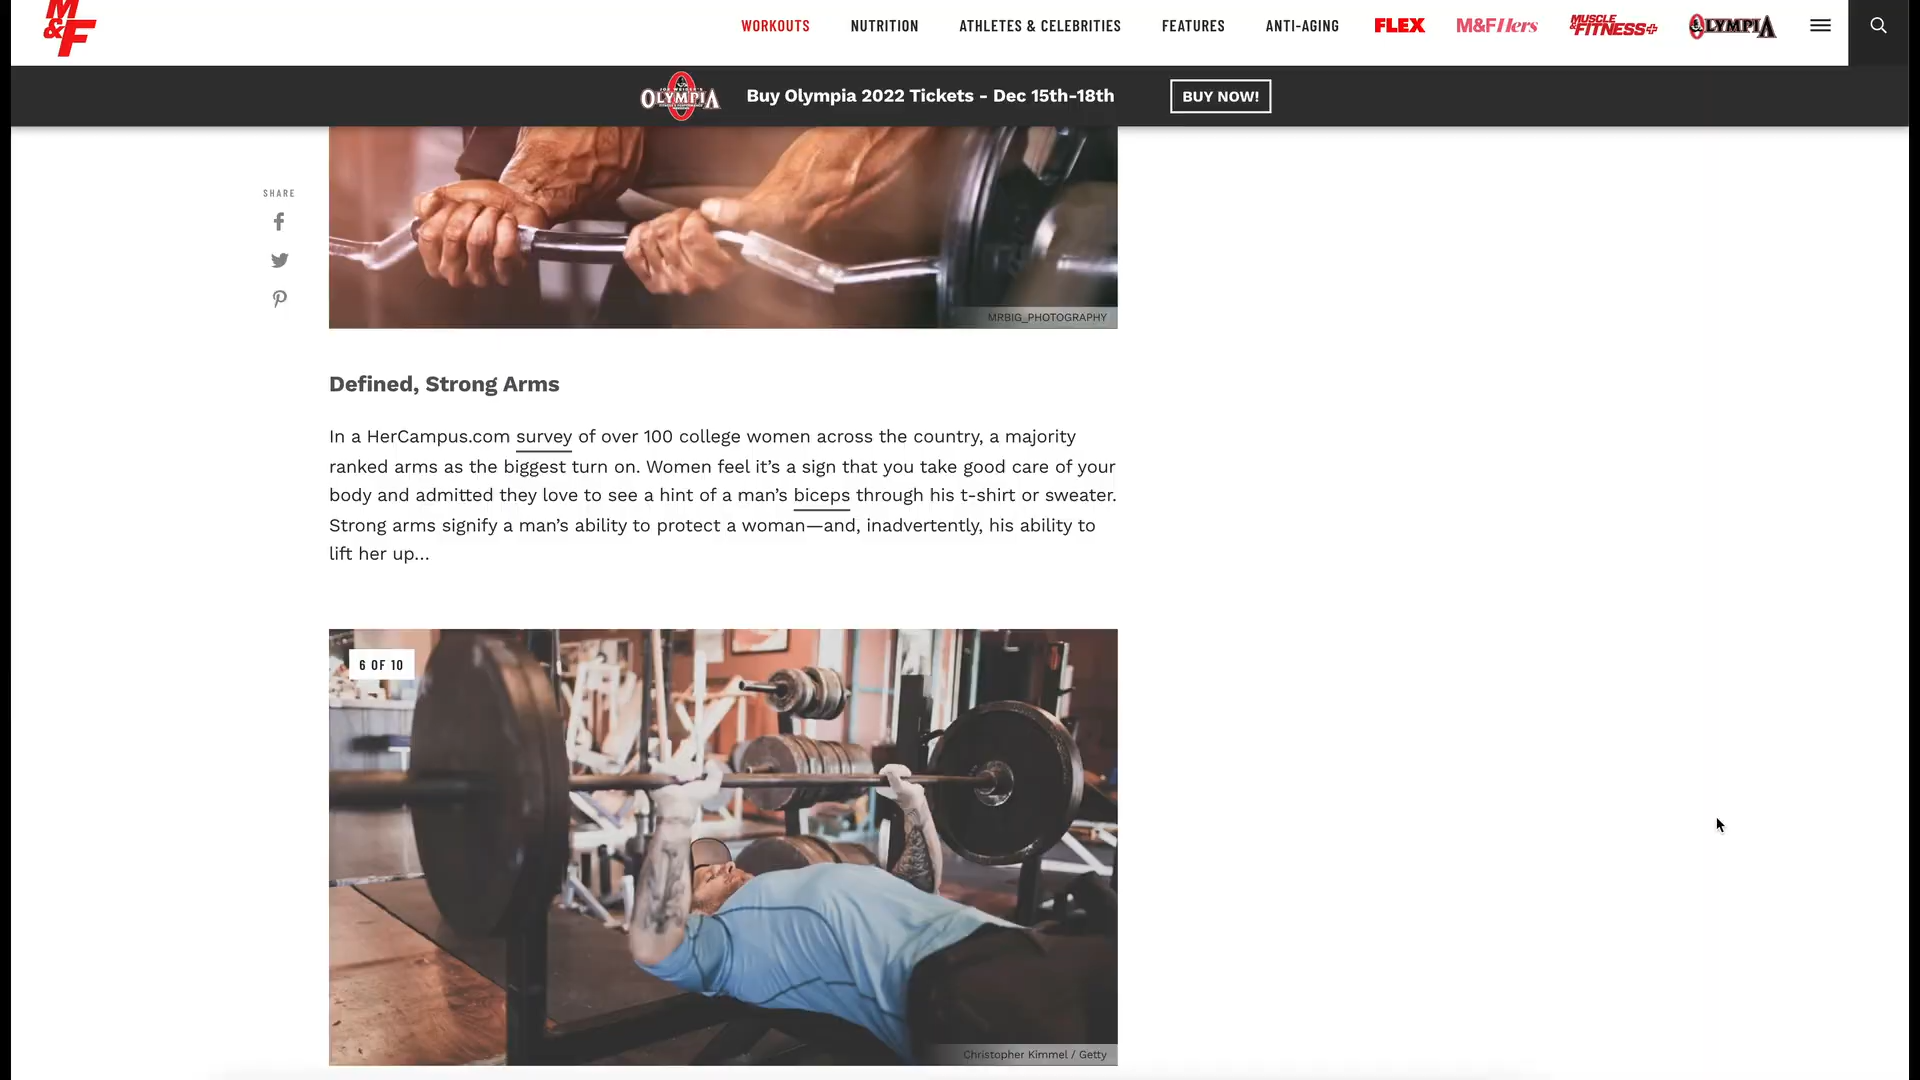 M&F
WORKOUTS
NUTRITION
ATHLETES & CELEBRITIES
FEATURES
ANTI-AGING
FLEX
M&F Hers
MUSCLE & FITNESS+
OLYMPIA
OLYMPIA
Buy Olympia 2022 Tickets - Dec 15th-18th
BUY NOW!
SHARE
MRBIG_PHOTOGRAPHY
Defined, Strong Arms
In a HerCampus.com survey of over 100 college women across the country, a majority
ranked arms as the biggest turn on. Women feel it’s a sign that you take good care of your
body and admitted they love to see a hint of a man’s biceps through his t-shirt or sweater.
Strong arms signify a man’s ability to protect a woman—and, inadvertently, his ability to
lift her up…
6 OF 10
Christopher Kimmel / Getty